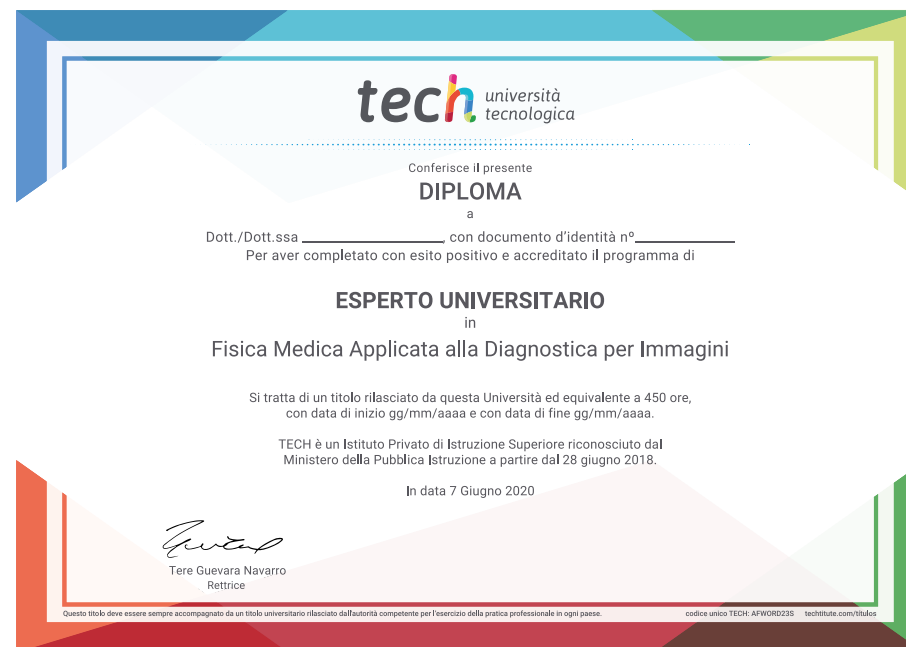 tech università
tecnologica
Conferisce il presente
DIPLOMA
a
Dott./Dott.ssa ____________________, con documento d'identità nº______________
Per aver completato con esito positivo e accreditato il programma di
ESPERTO UNIVERSITARIO
in
Fisica Medica Applicata alla Diagnostica per Immagini
Si tratta di un titolo rilasciato da questa Università ed equivalente a 450 ore,
con data di inizio gg/mm/aaaa e con data di fine gg/mm/aaaa.
TECH è un Istituto Privato di Istruzione Superiore riconosciuto dal
Ministero della Pubblica Istruzione a partire dal 28 giugno 2018.
In data 7 Giugno 2020
Tere Guevara Navarro
Rettrice
Questo titolo deve essere sempre accompagnato da un titolo universitario rilasciato dall'autorità competente per l'esercizio della pratica professionale in ogni paese. codice unico TECH: AFWORD23S techtitute.com/títulos